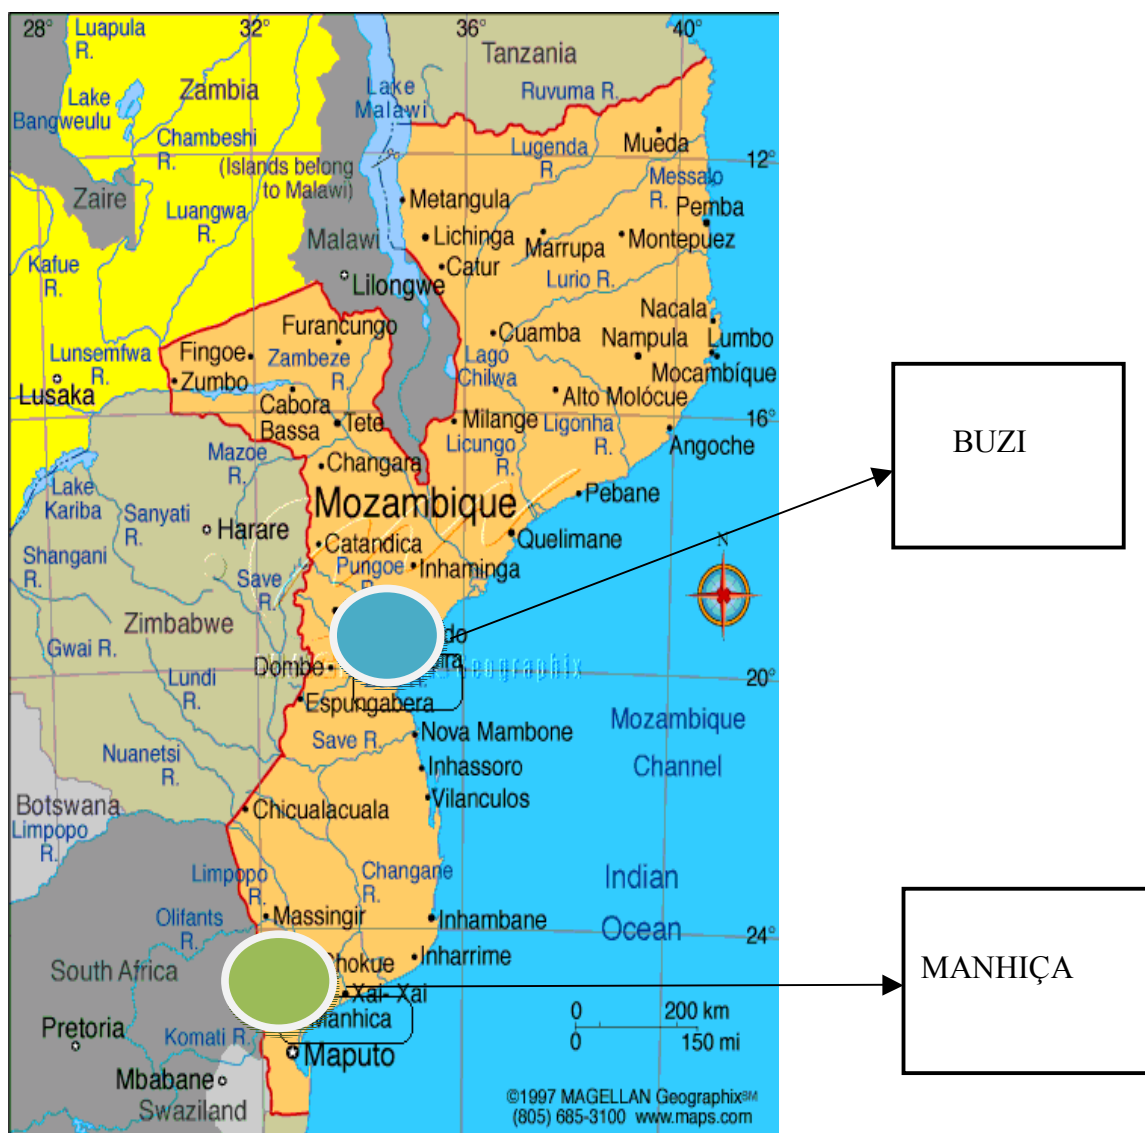 28°
32°
36°
40°
Luapula
R.
Tanzania
Lake
Bangweulu
Zambia
Lake
Malawi
Ruvuma R.
Chambeshi
R.
(Islands belong
to Malawi)
Lugenda
R.
Mueda
12°
Zaire
Luangwa
R.
Metangula
Messalo
R.
Pemba
Malawi
Lichinga
Marrupa
Montepuez
Kafue
R.
Lilongwe
Catur
Lurio R.
Furancungo
Nacala
Cuamba
Nampula
Lumbo
Lunsemfwa
R.
Fingoe
Zambeze
R.
Lago
Chilwa
Mocambíque
Lusaka
Zumbo
Cabora
Bassa
Tete
Alto Molócue
Milange
Ligonha
R.
16°
Angoche
Mazoe
R.
Licungo
R.
Changara
BUZI
Lake
Kariba
Sanyati
R.
Mozambique
Pebane
Harare
Catandica
Quelimane
N
Shangani
R.
Save
R.
Pungoe
R.
Inhaminga
Zimbabwe
do
ira
Gwai R.
Dombe
Geographix
20°
Lundi
R.
Espungabera
Mozambique
Channel
Save R.
Nova Mambone
Nuanetsi
R.
Inhassoro
Vilanculos
Botswana
Chicualacuala
Limpopo
R.
Limpopo
R.
Changane
R.
Indian
Ocean
Olifants
R.
Massingir
Inhambane
24°
South Africa
Chokue
Inharrime
MANHIÇA
Xai-Xai
Manhica
0 200 km
0 150 mi
Pretoria
Komati R.
Maputo
Mbabane
Swaziland
©1997 MAGELLAN Geographix℠
(805) 685-3100 www.maps.com